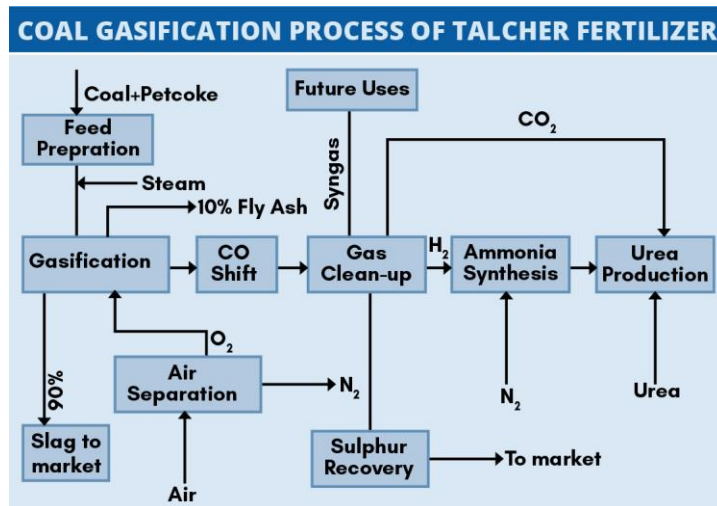 COAL GASIFICATION PROCESS OF TALCHER FERTILIZER
Coal+Petcoke
Future Uses
Feed
Prepration
CO₂
Syngas
Steam
10% Fly Ash
Gasification
CO
Shift
Gas
Clean-up
H₂
Ammonia
Synthesis
Urea
Production
O₂
90%
Air
Separation
N₂
N₂
Urea
Slag to
market
Sulphur
Recovery
To market
Air